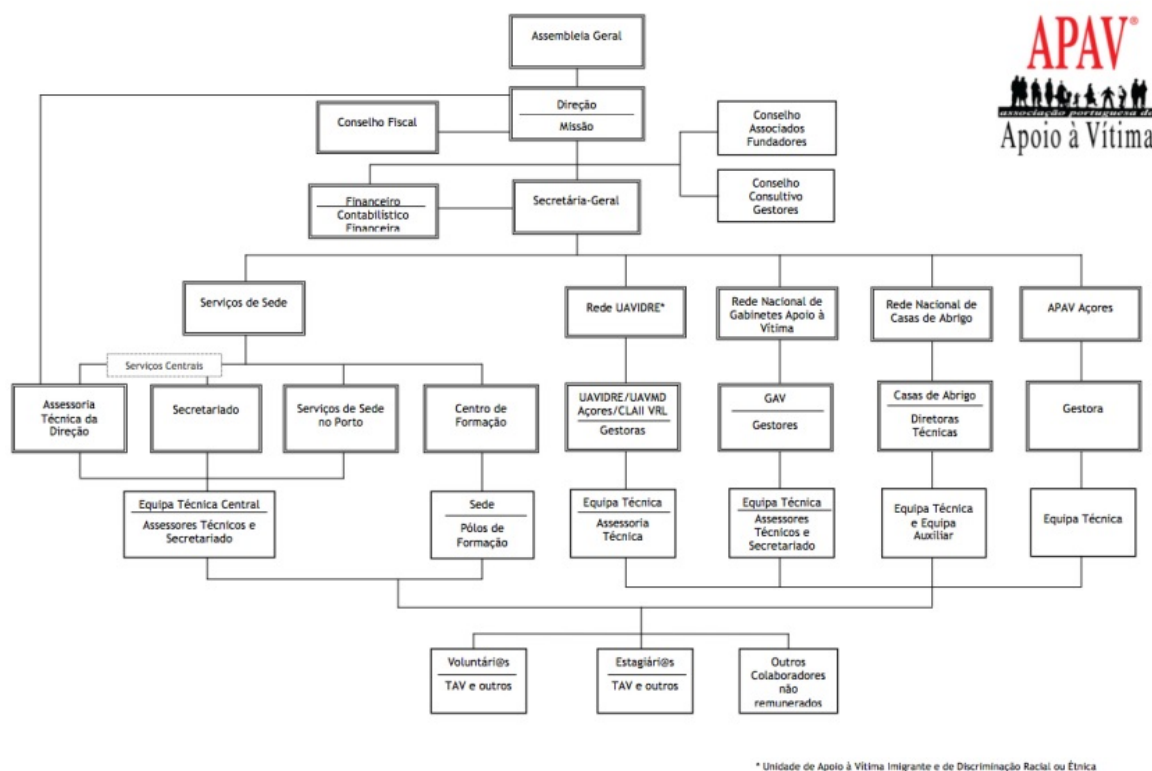 APAV®
associação portuguesa de
Apoio à Vítima
Assembleia Geral
Direção
Missão
Conselho Fiscal
Conselho
Associados
Fundadores
Conselho
Consultivo
Gestores
Financeiro
Contabilístico
Financeira
Secretária-Geral
Serviços de Sede
Rede UAVIDRE*
Rede Nacional de
Gabinetes Apoio à
Vítima
Rede Nacional de
Casas de Abrigo
APAV Açores
Serviços Centrais
Assessoria
Técnica da
Direção
Secretariado
Serviços de Sede
no Porto
Centro de
Formação
UAVIDRE/UAVMD
Açores/CLAII VRL
Gestoras
GAV
Gestores
Casas de Abrigo
Diretoras
Técnicas
Gestora
Equipa Técnica Central
Assessores Técnicos e
Secretariado
Sede
Pólos de
Formação
Equipa Técnica
Assessoria
Técnica
Equipa Técnica
Assessores
Técnicos e
Secretariado
Equipa Técnica
e Equipa
Auxiliar
Equipa Técnica
Voluntári@s
TAV e outros
Estagiári@s
TAV e outros
Outros
Colaboradores
não
remunerados
* Unidade de Apoio à Vítima Imigrante e de Discriminação Racial ou Étnica